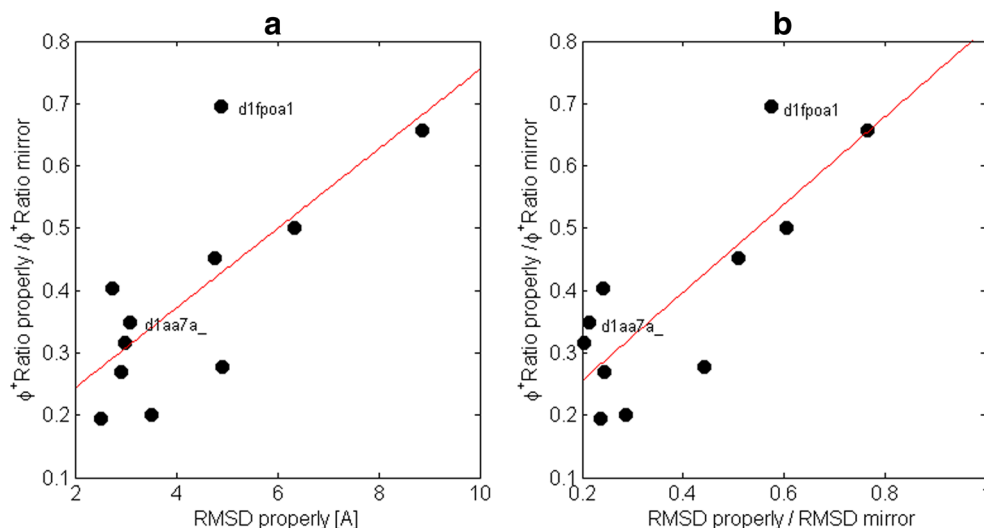 a
0.8
0.7
0.6
0.5
0.4
0.3
0.2
0.1
2
4
6
8
10
d1fpoa1
d1aa7a_
ϕ⁺Ratio properly /ϕ⁺Ratio mirror
RMSD properly [A]
b
0.8
0.7
0.6
0.5
0.4
0.3
0.2
0.1
0.2
0.4
0.6
0.8
1
d1fpoa1
d1aa7a_
ϕ⁺Ratio properly /ϕ⁺Ratio mirror
RMSD properly / RMSD mirror